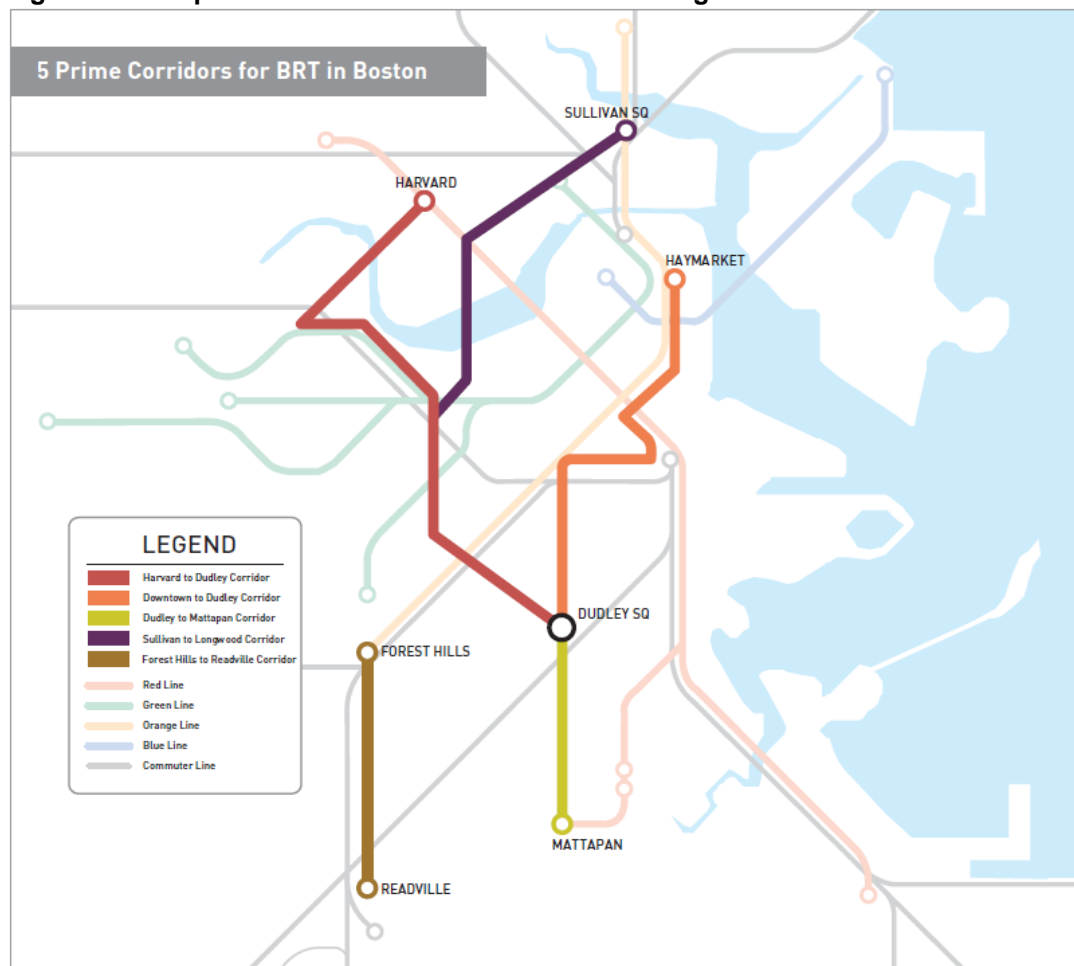 5 Prime Corridors for BRT in Boston
SULLIVAN SQ
HARVARD
HAYMARKET
DUDLEY SQ
FOREST HILLS
MATTAPAN
READVILLE
LEGEND
Harvard to Dudley Corridor
Downtown to Dudley Corridor
Dudley to Mattapan Corridor
Sullivan to Longwood Corridor
Forest Hills to Readville Corridor
Red Line
Green Line
Orange Line
Blue Line
Commuter Line